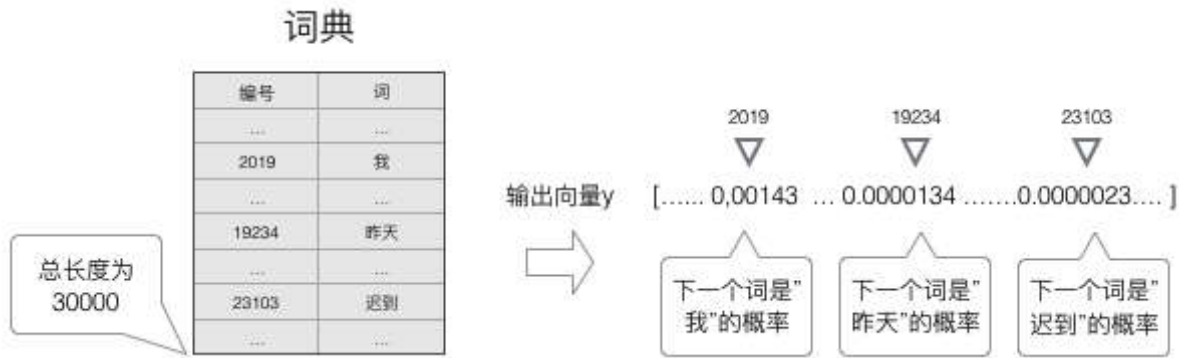 词典
编号 词
... ...
2019 我
... ...
19234 昨天
... ...
23103 迟到
... ...
总长度为
30000
2019 19234 23103
输出向量y [...... 0,00143 ... 0.0000134 .......0.0000023.... ]
下一个词是”
我”的概率
下一个词是”
昨天”的概率
下一个词是”
迟到”的概率